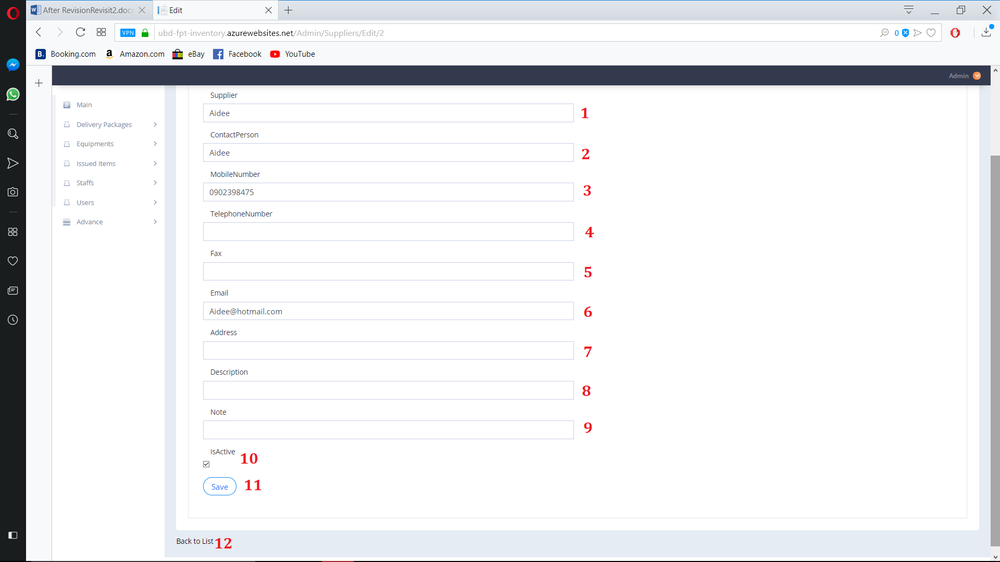 After RevisionRevisit2.docx
Edit
VPN
ubd-fpt-inventory.azurewebsites.net/Admin/Suppliers/Edit/2
0
B. Booking.com
a Amazon.com
eBay
Facebook
YouTube
Admin
Main
Delivery Packages
Equipments
Issued Items
Staffs
Users
Advance
Supplier
Aidee 1
ContactPerson
Aidee 2
MobileNumber
0902398475 3
TelephoneNumber
4
Fax
5
Email
Aidee@hotmail.com 6
Address
7
Description
8
Note
9
IsActive
10
Save 11
Back to List 12